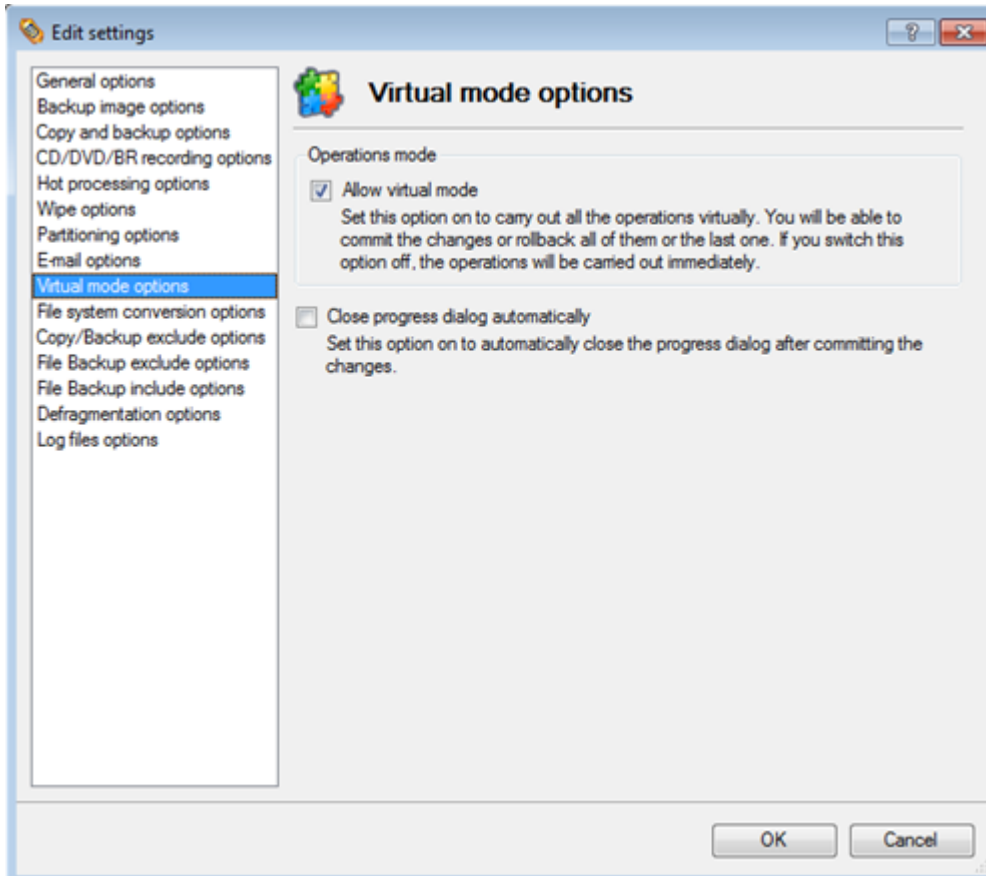 Edit settings
General options
Backup image options
Copy and backup options
CD/DVD/BR recording options
Hot processing options
Wipe options
Partitioning options
E-mail options
Virtual mode options
File system conversion options
Copy/Backup exclude options
File Backup exclude options
File Backup include options
Defragmentation options
Log files options
Virtual mode options
Operations mode
Allow virtual mode
Set this option on to carry out all the operations virtually. You will be able to
commit the changes or rollback all of them or the last one. If you switch this
option off, the operations will be carried out immediately.
Close progress dialog automatically
Set this option on to automatically close the progress dialog after committing the
changes.
OK
Cancel